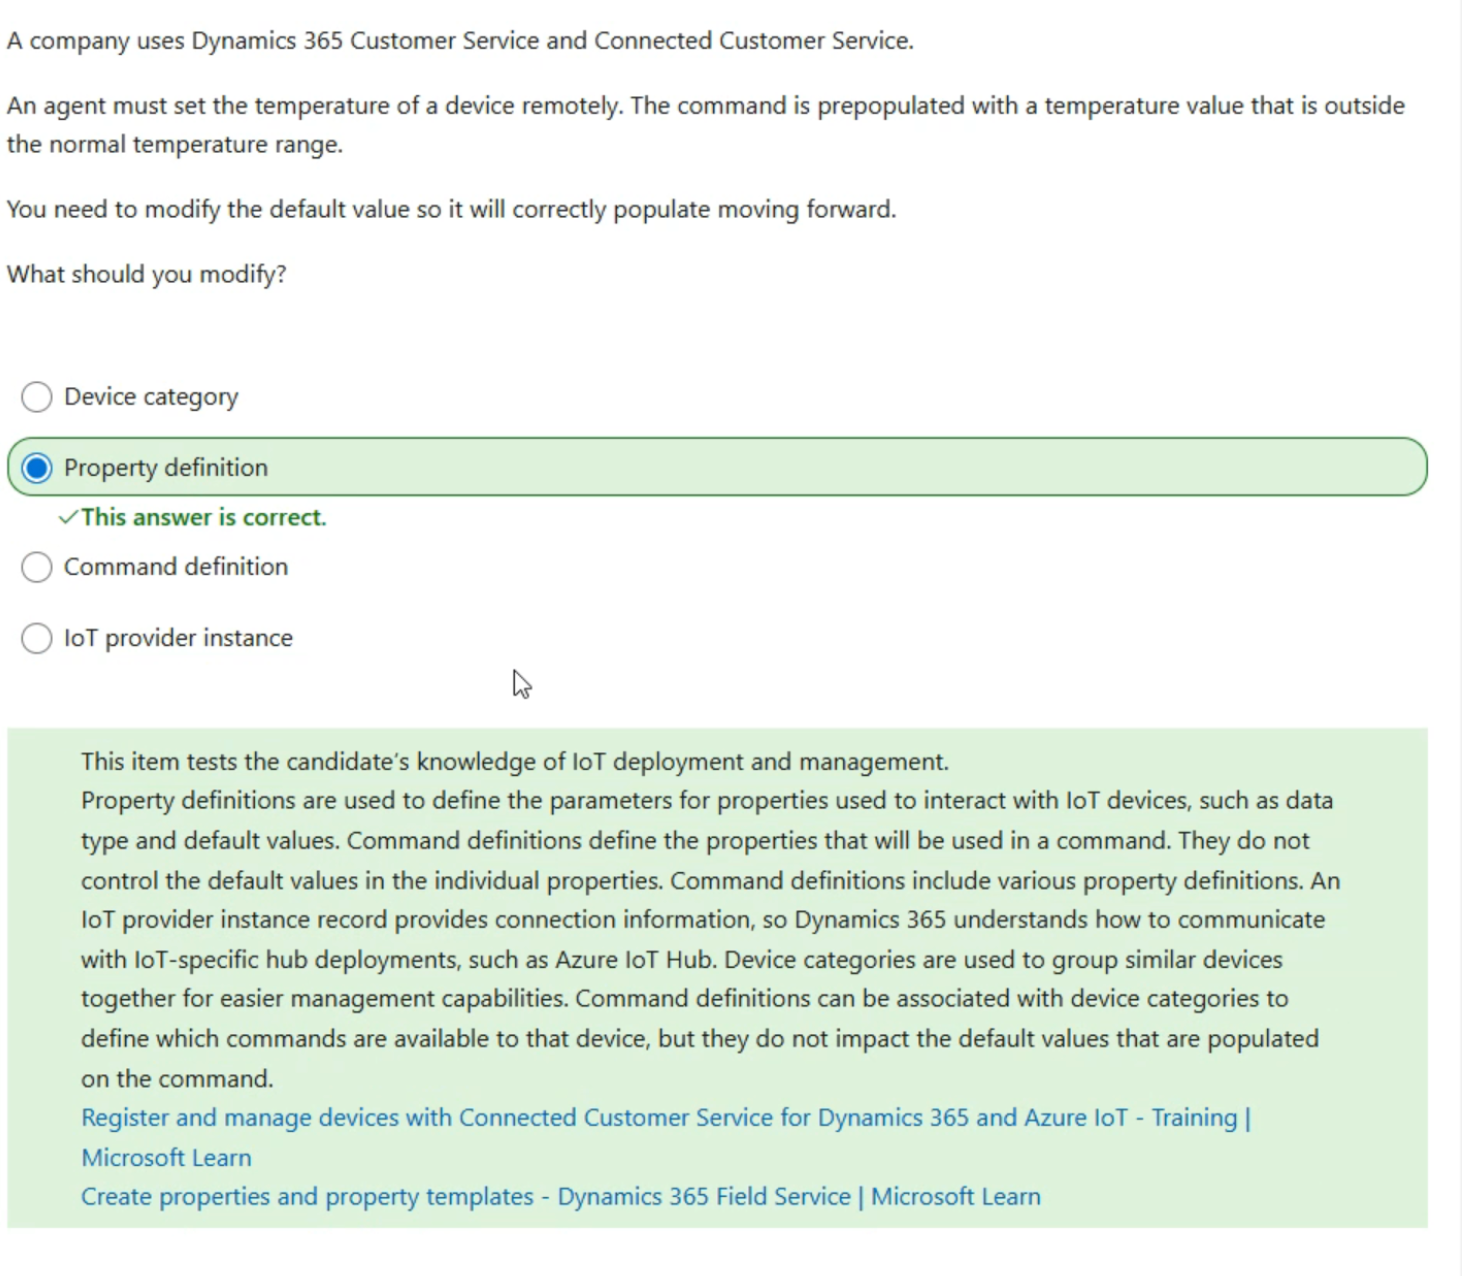 A company uses Dynamics 365 Customer Service and Connected Customer Service.
An agent must set the temperature of a device remotely. The command is prepopulated with a temperature value that is outside
the normal temperature range.
You need to modify the default value so it will correctly populate moving forward.
What should you modify?
Device category
Property definition
✓This answer is correct.
Command definition
IoT provider instance
This item tests the candidate's knowledge of IoT deployment and management.
Property definitions are used to define the parameters for properties used to interact with IoT devices, such as data
type and default values. Command definitions define the properties that will be used in a command. They do not
control the default values in the individual properties. Command definitions include various property definitions. An
IoT provider instance record provides connection information, so Dynamics 365 understands how to communicate
with IoT-specific hub deployments, such as Azure IoT Hub. Device categories are used to group similar devices
together for easier management capabilities. Command definitions can be associated with device categories to
define which commands are available to that device, but they do not impact the default values that are populated
on the command.
Register and manage devices with Connected Customer Service for Dynamics 365 and Azure IoT - Training |
Microsoft Learn
Create properties and property templates - Dynamics 365 Field Service | Microsoft Learn